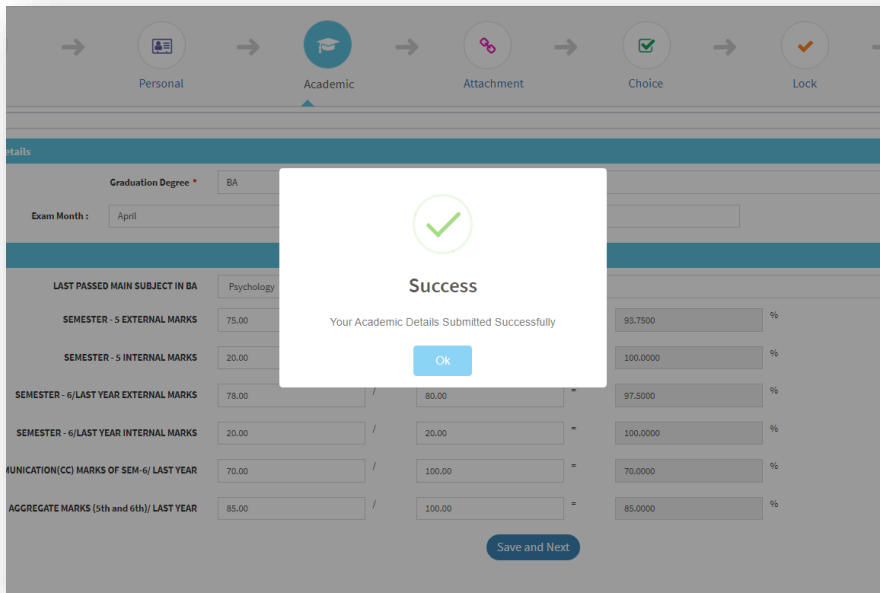 Personal
Academic
Attachment
Choice
Lock
etails
Graduation Degree * BA
Exam Month : April
Success
Your Academic Details Submitted Successfully
Ok
LAST PASSED MAIN SUBJECT IN BA Psychology
SEMESTER - 5 EXTERNAL MARKS 75.00 93.7500 %
SEMESTER - 5 INTERNAL MARKS 20.00 100.0000 %
SEMESTER - 6/LAST YEAR EXTERNAL MARKS 78.00 / 80.00 = 97.5000 %
SEMESTER - 6/LAST YEAR INTERNAL MARKS 20.00 / 20.00 = 100.0000 %
MUNICATION(CC) MARKS OF SEM-6/ LAST YEAR 70.00 / 100.00 = 70.0000 %
AGGREGATE MARKS (5th and 6th)/ LAST YEAR 85.00 / 100.00 = 85.0000 %
Save and Next